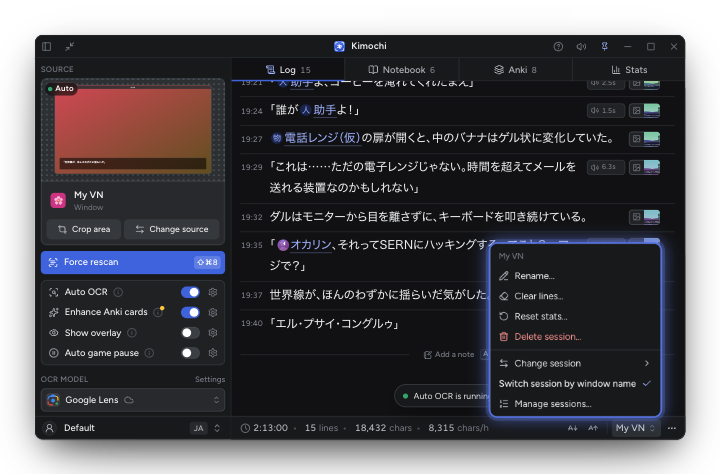 Kimochi
SOURCE
Auto
My VN
Window
Crop area
Change source
Force rescan
⇧⌘8
Auto OCR
Enhance Anki cards
Show overlay
Auto game pause
OCR MODEL
Settings
Google Lens
Default
JA
Log 15
Notebook 6
Anki 8
Stats
19:21
2.5s
19:24 「誰が人助手よ!」
1.5s
19:27 物電話レンジ(仮)の扉が開くと、中のバナナはゲル状に変化していた。
19:29 「これは……ただの電子レンジじゃない。時間を超えてメールを
送れる装置なのかもしれない」
6.3s
19:32 ダルはモニターから目を離さずに、キーボードを叩き続けている。
19:35 「オカリン、それってSERNにハッキングする
ジで?」
19:37 世界線が、ほんのわずかに揺らいだ気がした。
19:40 「エル・プサイ・コングルゥ」
Add a note
Auto OCR is runnin
My VN
Rename...
Clear lines...
Reset stats...
Delete session...
Change session
Switch session by window name
Manage sessions...
2:13:00 • 15 lines • 18,432 chars • 8,315 chars/h
A↓ A↑
My VN